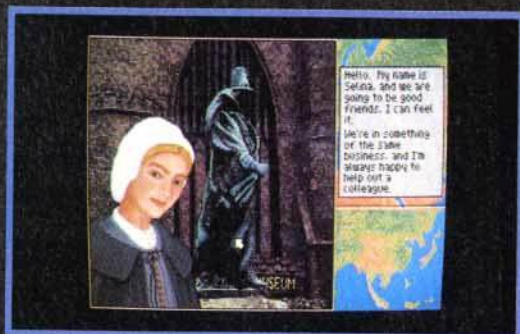 Hello. My name is
Selina, and we are
going to be good
friends. I can feel
it.
We're in something
of the same
business, and I'm
always happy to
help out a
colleague.
MUSEUM